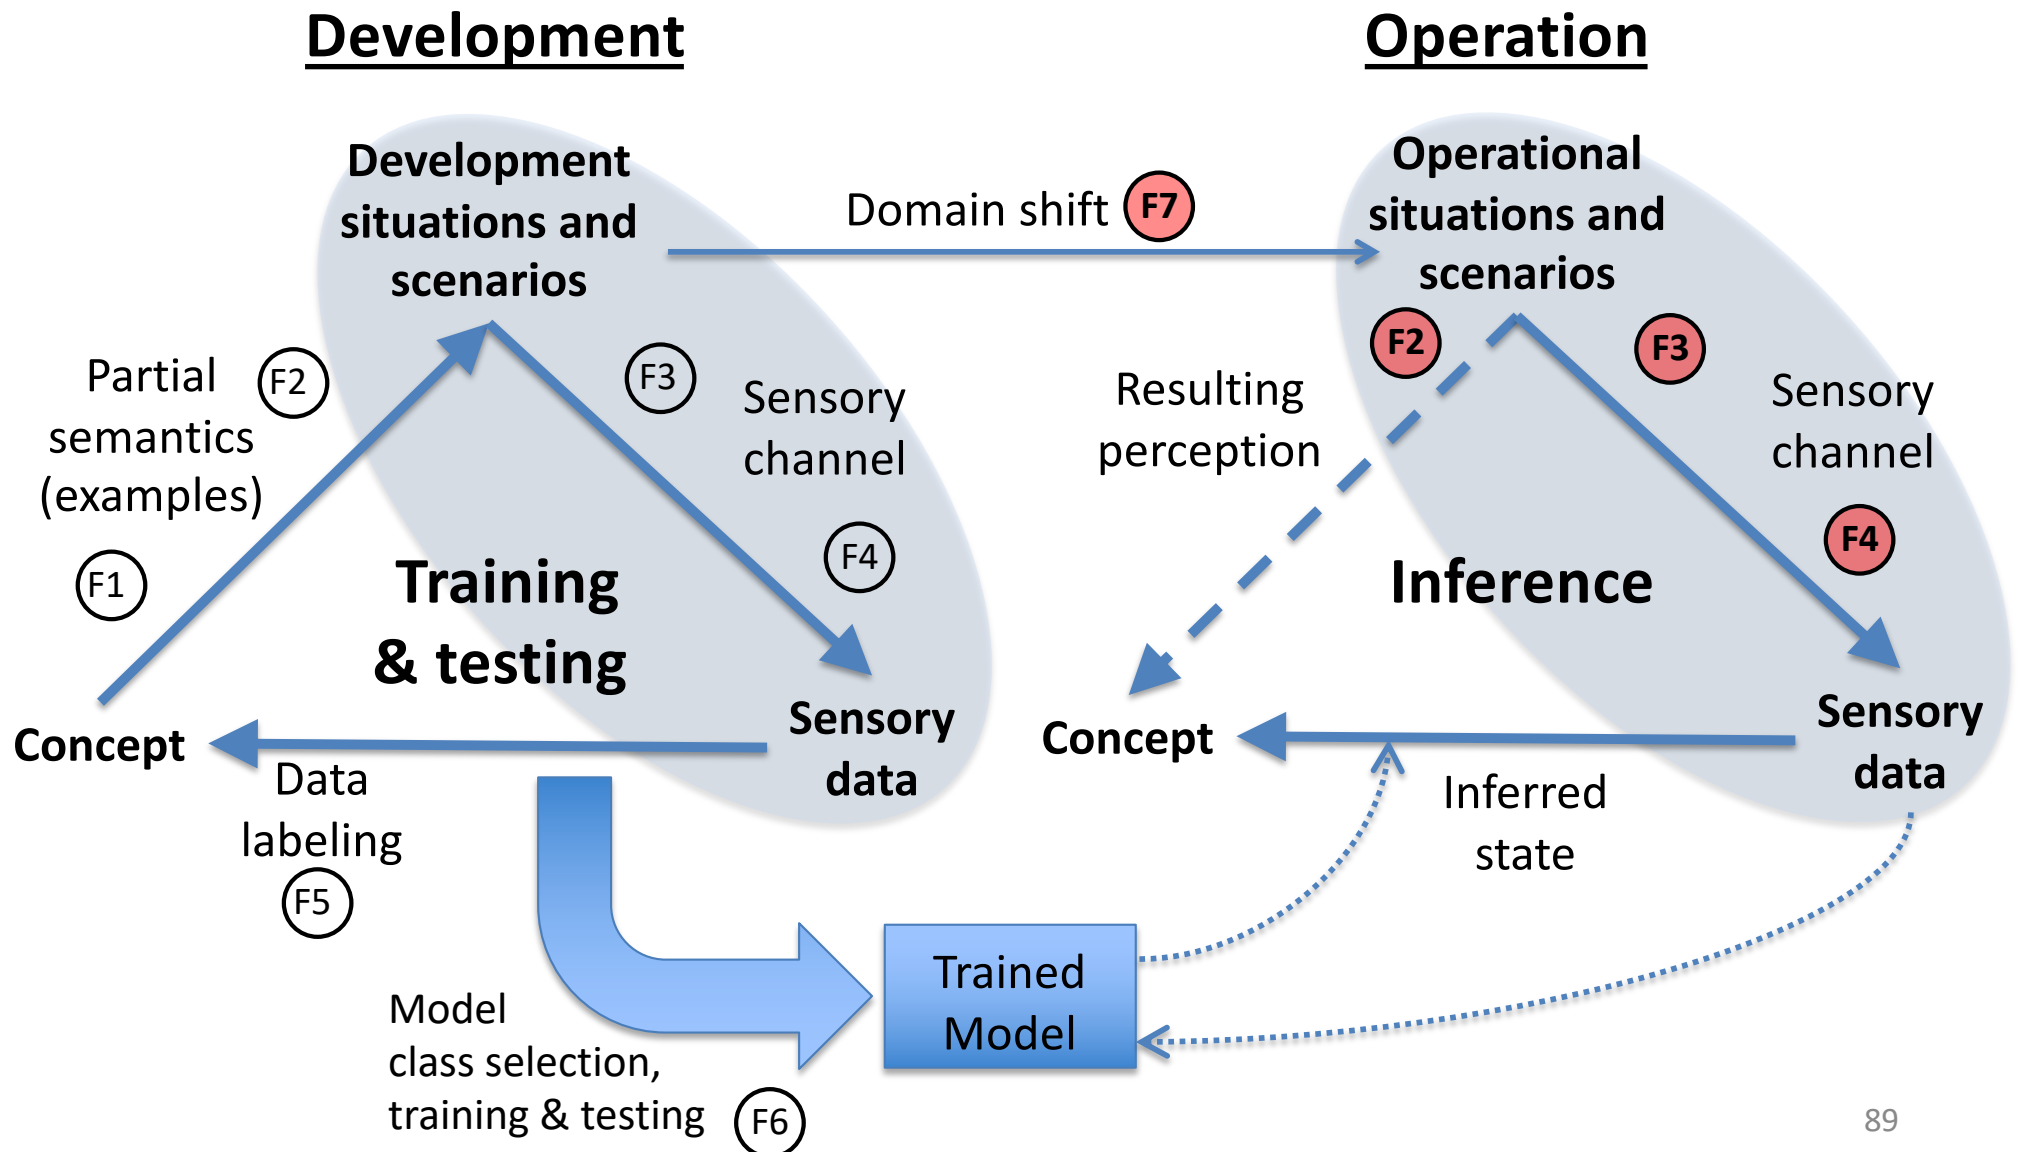 Development
Operation
Development
situations and
scenarios
Domain shift
F7
Operational
situations and
scenarios
Partial
semantics
(examples)
F2
F1
F3
Sensory
channel
F4
Training
& testing
Concept
Sensory
data
Data
labeling
F5
Resulting
perception
F2
F3
Sensory
channel
F4
Inference
Concept
Sensory
data
Inferred
state
Model
class selection,
training & testing
F6
Trained
Model
89